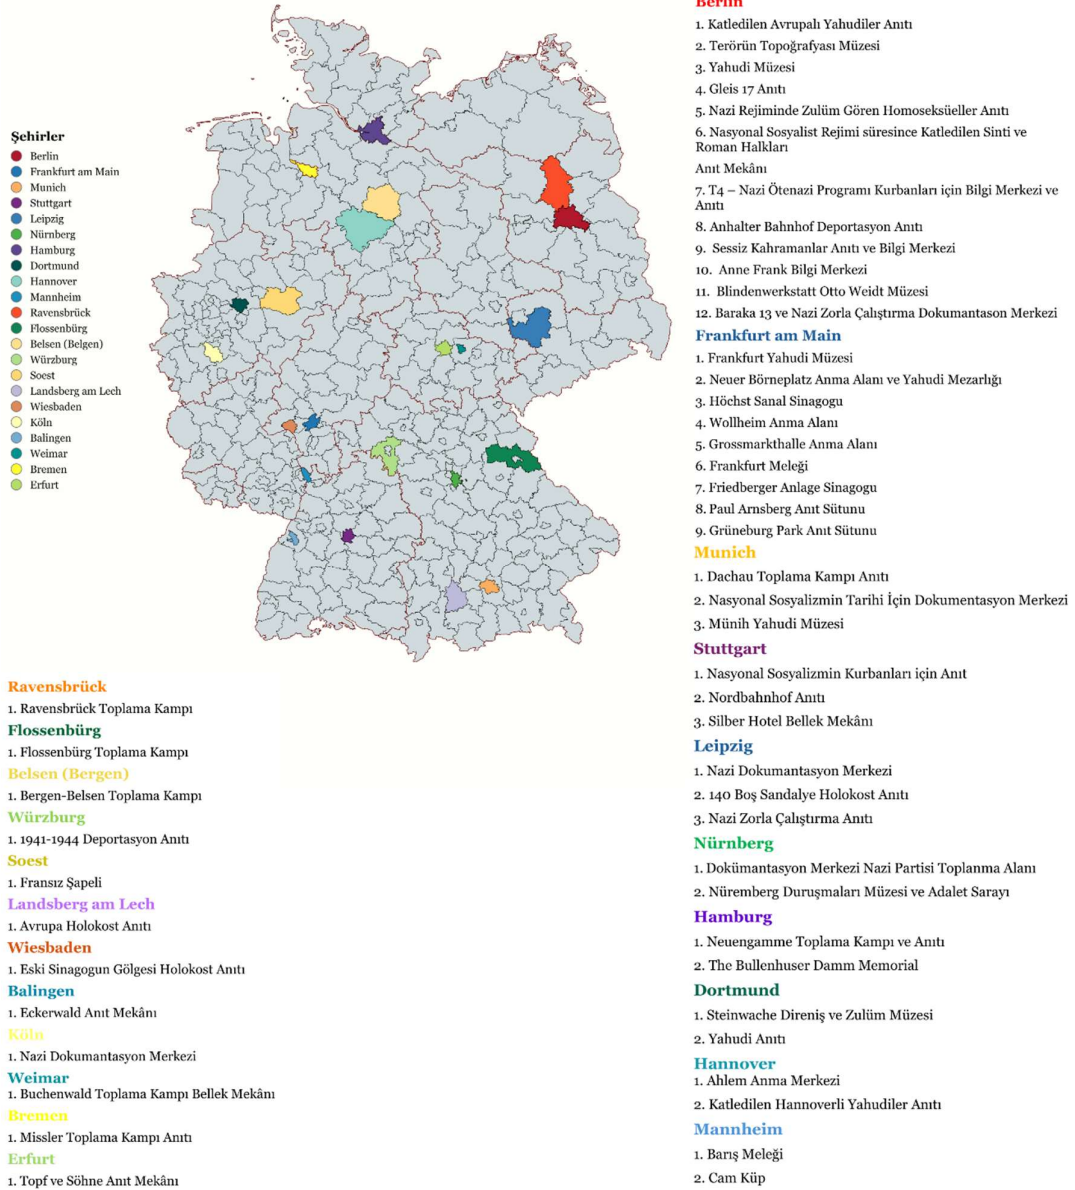 Şehirler
Berlin
Frankfurt am Main
Munich
Stuttgart
Leipzig
Nürnberg
Hamburg
Dortmund
Hannover
Mannheim
Ravensbrück
Flossenbürg
Belsen (Belgen)
Würzburg
Soest
Landsberg am Lech
Wiesbaden
Köln
Balingen
Weimar
Bremen
Erfurt
Ravensbrück
1. Ravensbrück Toplama Kampı
Flossenbürg
1. Flossenbürg Toplama Kampı
Belsen (Bergen)
1. Bergen-Belsen Toplama Kampı
Würzburg
1. 1941-1944 Deportasyon Anıtı
Soest
1. Fransız Şapeli
Landsberg am Lech
1. Avrupa Holokost Anıtı
Wiesbaden
1. Eski Sinagogun Gölgesi Holokost Anıtı
Balingen
1. Eckerwald Anıt Mekânı
Köln
1. Nazi Dokumantasyon Merkezi
Weimar
1. Buchenwald Toplama Kampı Bellek Mekânı
Bremen
1. Missler Toplama Kampı Anıtı
Erfurt
1. Topf ve Söhne Anıt Mekânı
Berlin
1. Katledilen Avrupalı Yahudiler Anıtı
2. Terörün Topoğrafyası Müzesi
3. Yahudi Müzesi
4. Gleis 17 Anıtı
5. Nazi Rejiminde Zulüm Gören Homoseksüeller Anıtı
6. Nasyonal Sosyalist Rejimi süresince Katledilen Sinti ve
Roman Halkları
Anıt Mekânı
7. T4 – Nazi Ötenazi Programı Kurbanları için Bilgi Merkezi ve
Anıtı
8. Anhalter Bahnhof Deportasyon Anıtı
9. Sessiz Kahramanlar Anıtı ve Bilgi Merkezi
10. Anne Frank Bilgi Merkezi
11. Blindenwerkstatt Otto Weidt Müzesi
12. Baraka 13 ve Nazi Zorla Çalıştırma Dokumantason Merkezi
Frankfurt am Main
1. Frankfurt Yahudi Müzesi
2. Neuer Börneplatz Anma Alanı ve Yahudi Mezarlığı
3. Höchst Sanal Sinagogu
4. Wollheim Anma Alanı
5. Grossmarkthalle Anma Alanı
6. Frankfurt Meleği
7. Friedberger Anlage Sinagogu
8. Paul Arnsberg Anıt Sütunu
9. Grüneburg Park Anıt Sütunu
Munich
1. Dachau Toplama Kampı Anıtı
2. Nasyonal Sosyalizmin Tarihi İçin Dokumentasyon Merkezi
3. Münih Yahudi Müzesi
Stuttgart
1. Nasyonal Sosyalizmin Kurbanları için Anıt
2. Nordbahnhof Anıtı
3. Silber Hotel Bellek Mekânı
Leipzig
1. Nazi Dokumantasyon Merkezi
2. 140 Boş Sandalye Holokost Anıtı
3. Nazi Zorla Çalıştırma Anıtı
Nürnberg
1. Dokümantasyon Merkezi Nazi Partisi Toplanma Alanı
2. Nüremberg Duruşmaları Müzesi ve Adalet Sarayı
Hamburg
1. Neuengamme Toplama Kampı ve Anıtı
2. The Bullenhuser Damm Memorial
Dortmund
1. Steinwache Direniş ve Zulüm Müzesi
2. Yahudi Anıtı
Hannover
1. Ahlem Anma Merkezi
2. Katledilen Hannoverli Yahudiler Anıtı
Mannheim
1. Barış Meleği
2. Cam Küp